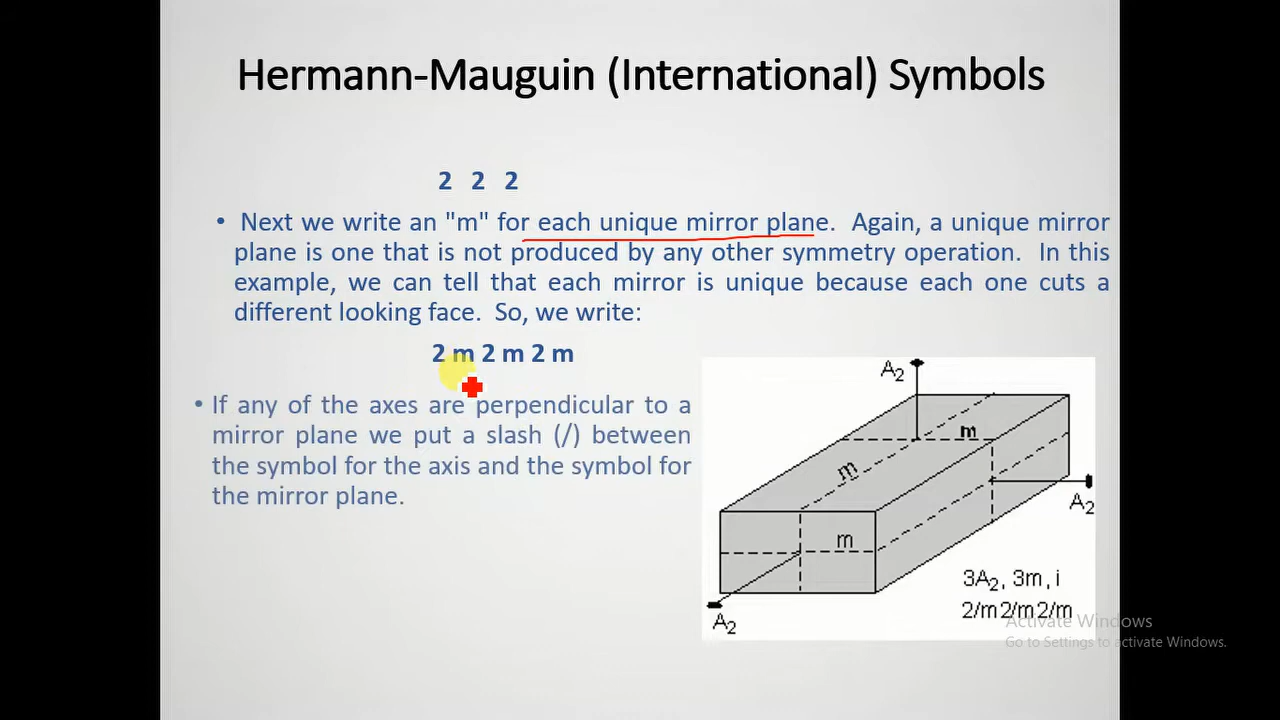 Hermann-Mauguin (International) Symbols
2 2 2
• Next we write an "m" for each unique mirror plane. Again, a unique mirror
plane is one that is not produced by any other symmetry operation. In this
example, we can tell that each mirror is unique because each one cuts a
different looking face. So, we write:
2 m 2 m 2 m
• If any of the axes are perpendicular to a
mirror plane we put a slash (/) between
the symbol for the axis and the symbol for
the mirror plane.
A2
m
m
A2
m
3A2, 3m, i
2/m2/m2/m
A2
Activate Windows
Go to Settings to activate Windows.